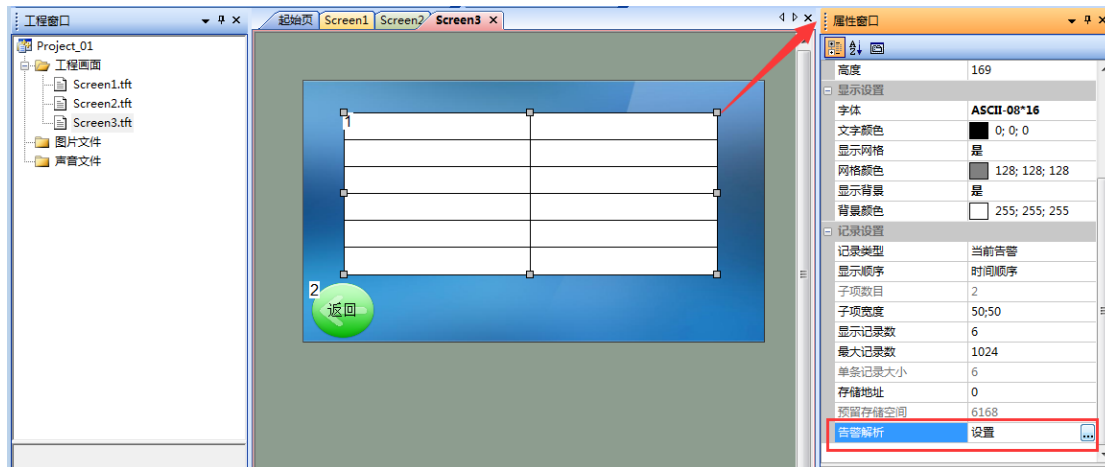 工程窗口
Project_01
工程画面
Screen1.tft
Screen2.tft
Screen3.tft
图片文件
声音文件
起始页 Screen1 Screen2 Screen3
1
2
返回
属性窗口
高度 169
显示设置
字体 ASCII-08*16
文字颜色 0; 0; 0
显示网格 是
网格颜色 128; 128; 128
显示背景 是
背景颜色 255; 255; 255
记录设置
记录类型 当前告警
显示顺序 时间顺序
子项数目 2
子项宽度 50;50
显示记录数 6
最大记录数 1024
单条记录大小 6
存储地址 0
预留存储空间 6168
告警解析 设置 ...